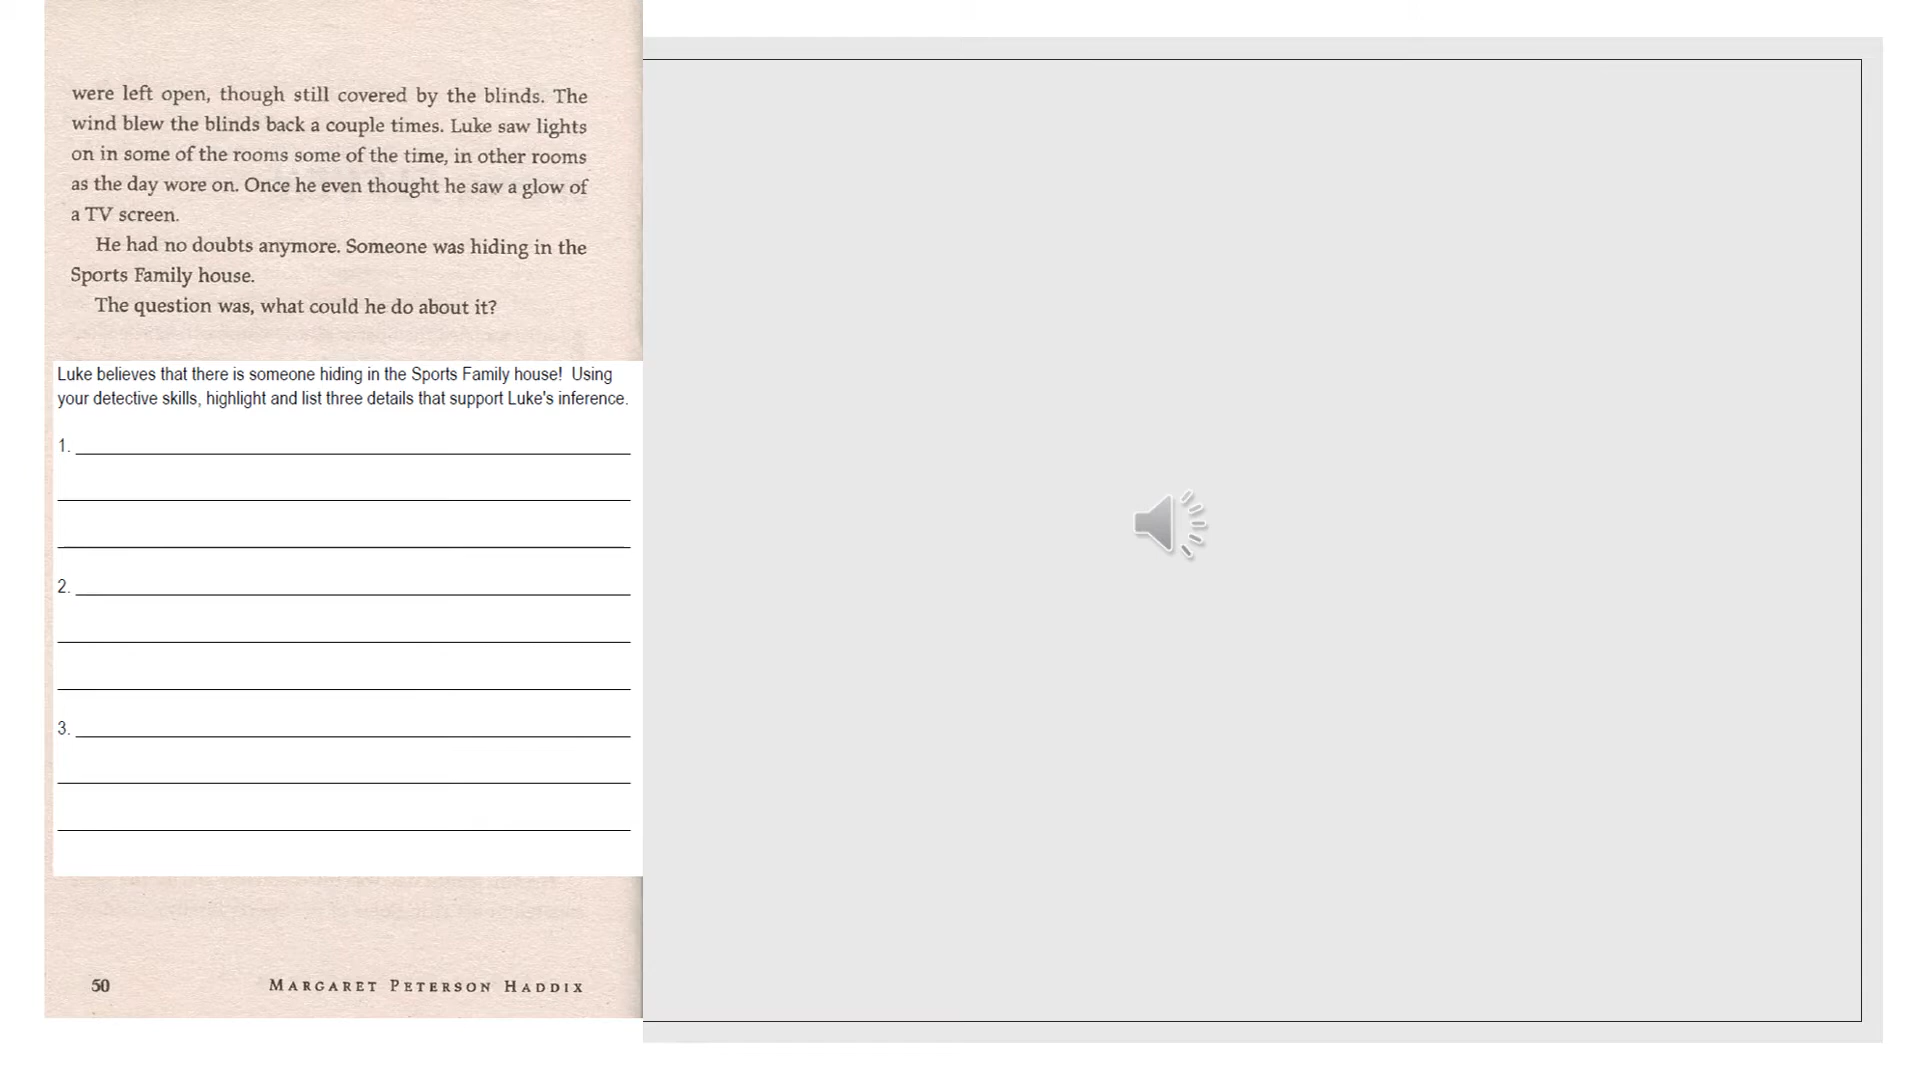 were left open, though still covered by the blinds. The
wind blew the blinds back a couple times. Luke saw lights
on in some of the rooms some of the time, in other rooms
as the day wore on. Once he even thought he saw a glow of
a TV screen.
He had no doubts anymore. Someone was hiding in the
Sports Family house.
The question was, what could he do about it?
Luke believes that there is someone hiding in the Sports Family house! Using
your detective skills, highlight and list three details that support Luke's inference.
1.
2.
3.
50 MARGARET PETERSON HADDIX